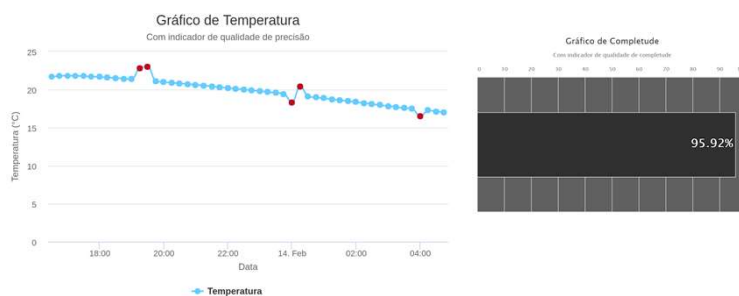 Gráfico de Temperatura
Com indicador de qualidade de precisão
25
20
15
10
5
0
Temperatura (°C)
18:00
20:00
22:00
14. Feb
02:00
04:00
Data
Temperatura
Gráfico de Completude
Com indicador de qualidade de completude
0 10 20 30 40 50 60 70 80 90
95.92%